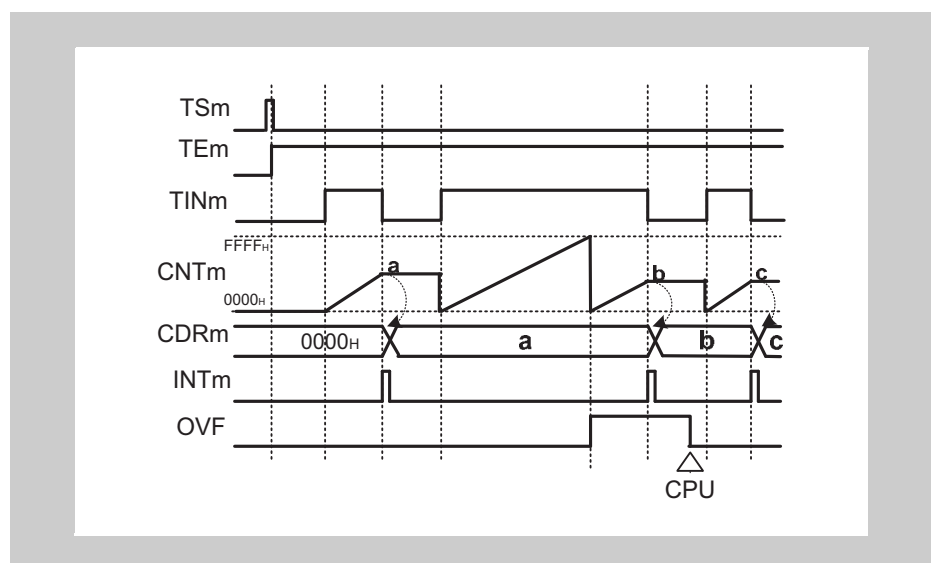 TSm
TEm
TINm
FFFFH
CNTm
a
b
c
0000H
CDRm
0000H
a
b
c
INTm
OVF
CPU